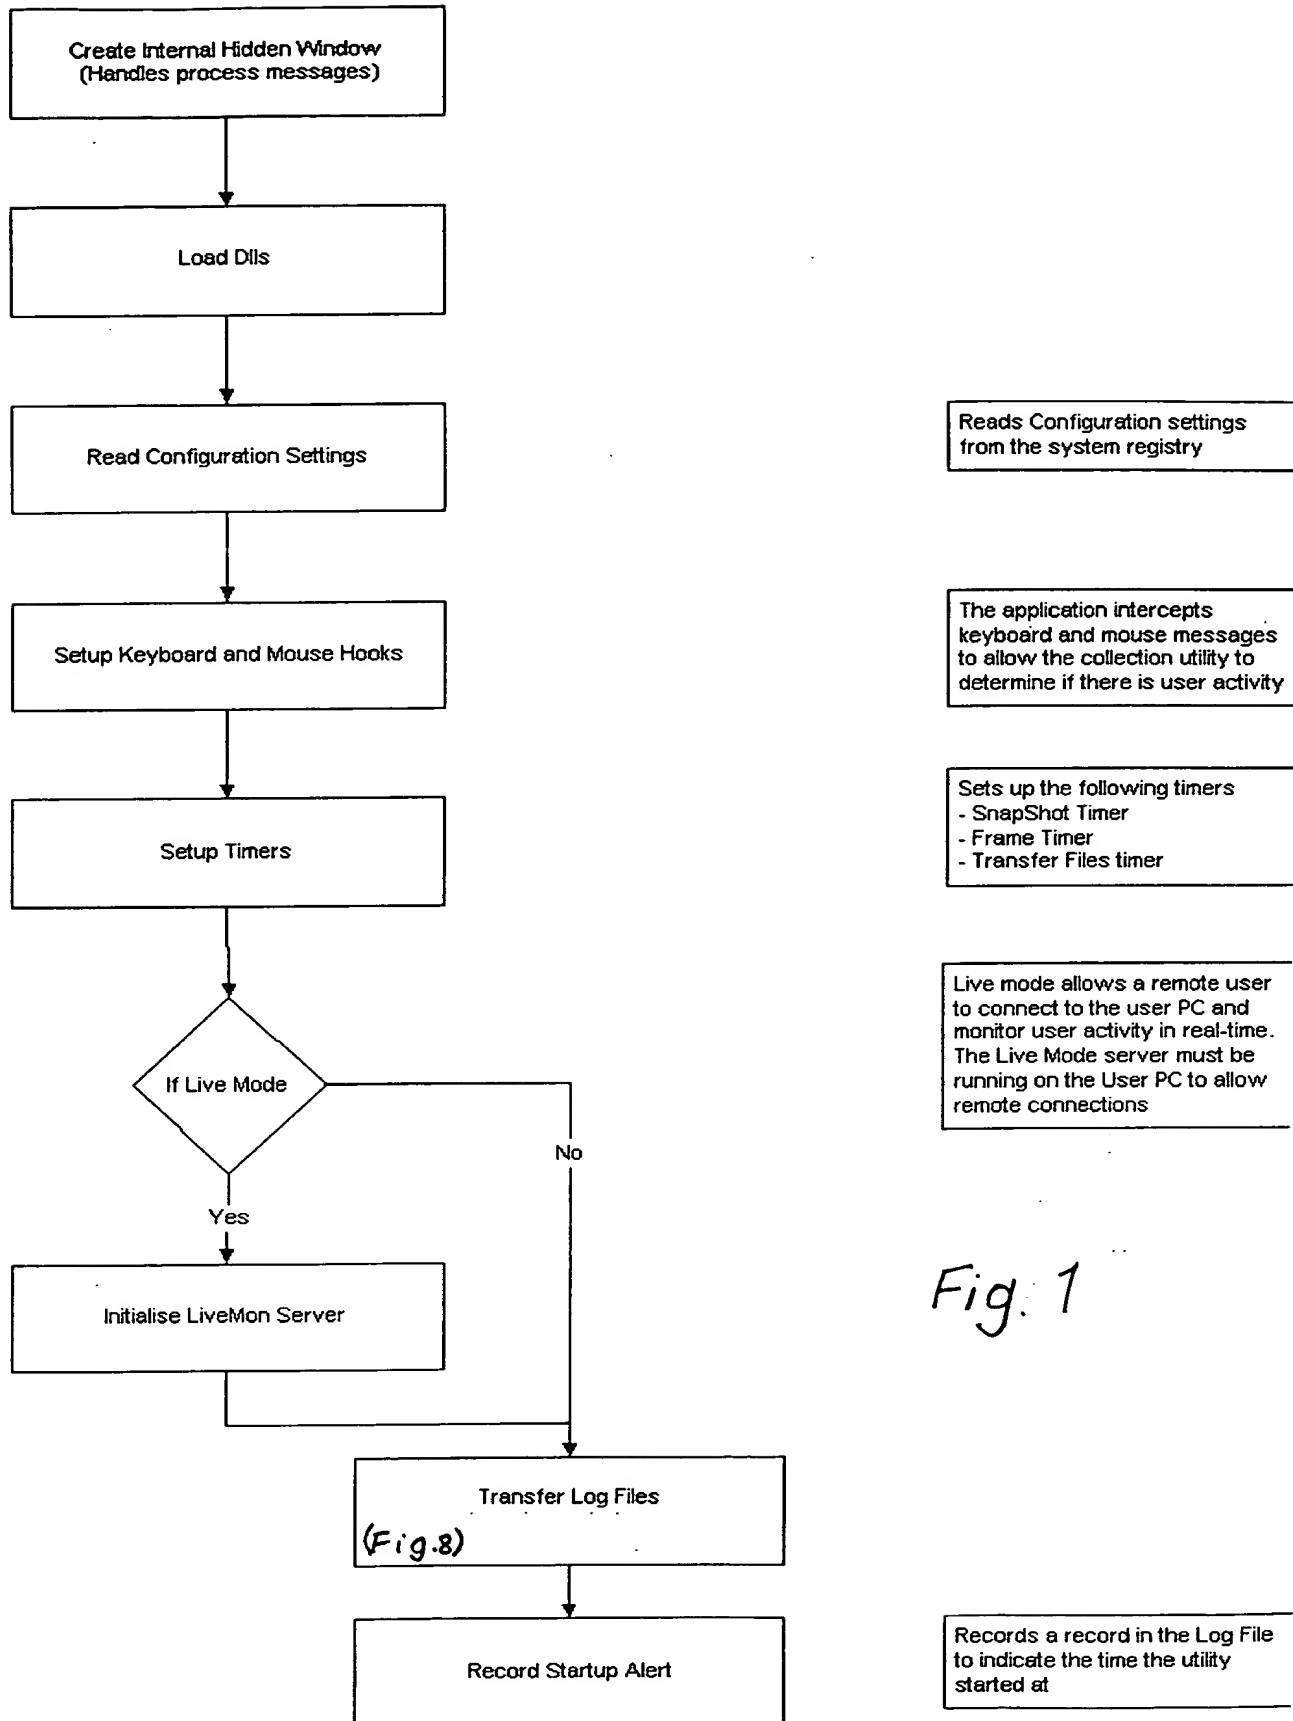 Create Internal Hidden Window
(Handles process messages)
Load Dlls
Read Configuration Settings
Reads Configuration settings
from the system registry
Setup Keyboard and Mouse Hooks
The application intercepts
keyboard and mouse messages
to allow the collection utility to
determine if there is user activity
Setup Timers
Sets up the following timers
- SnapShot Timer
- Frame Timer
- Transfer Files timer
If Live Mode
Live mode allows a remote user
to connect to the user PC and
monitor user activity in real-time.
The Live Mode server must be
running on the User PC to allow
remote connections
No
Yes
Initialise LiveMon Server
Fig. 1
Transfer Log Files
(Fig.8)
Record Startup Alert
Records a record in the Log File
to indicate the time the utility
started at